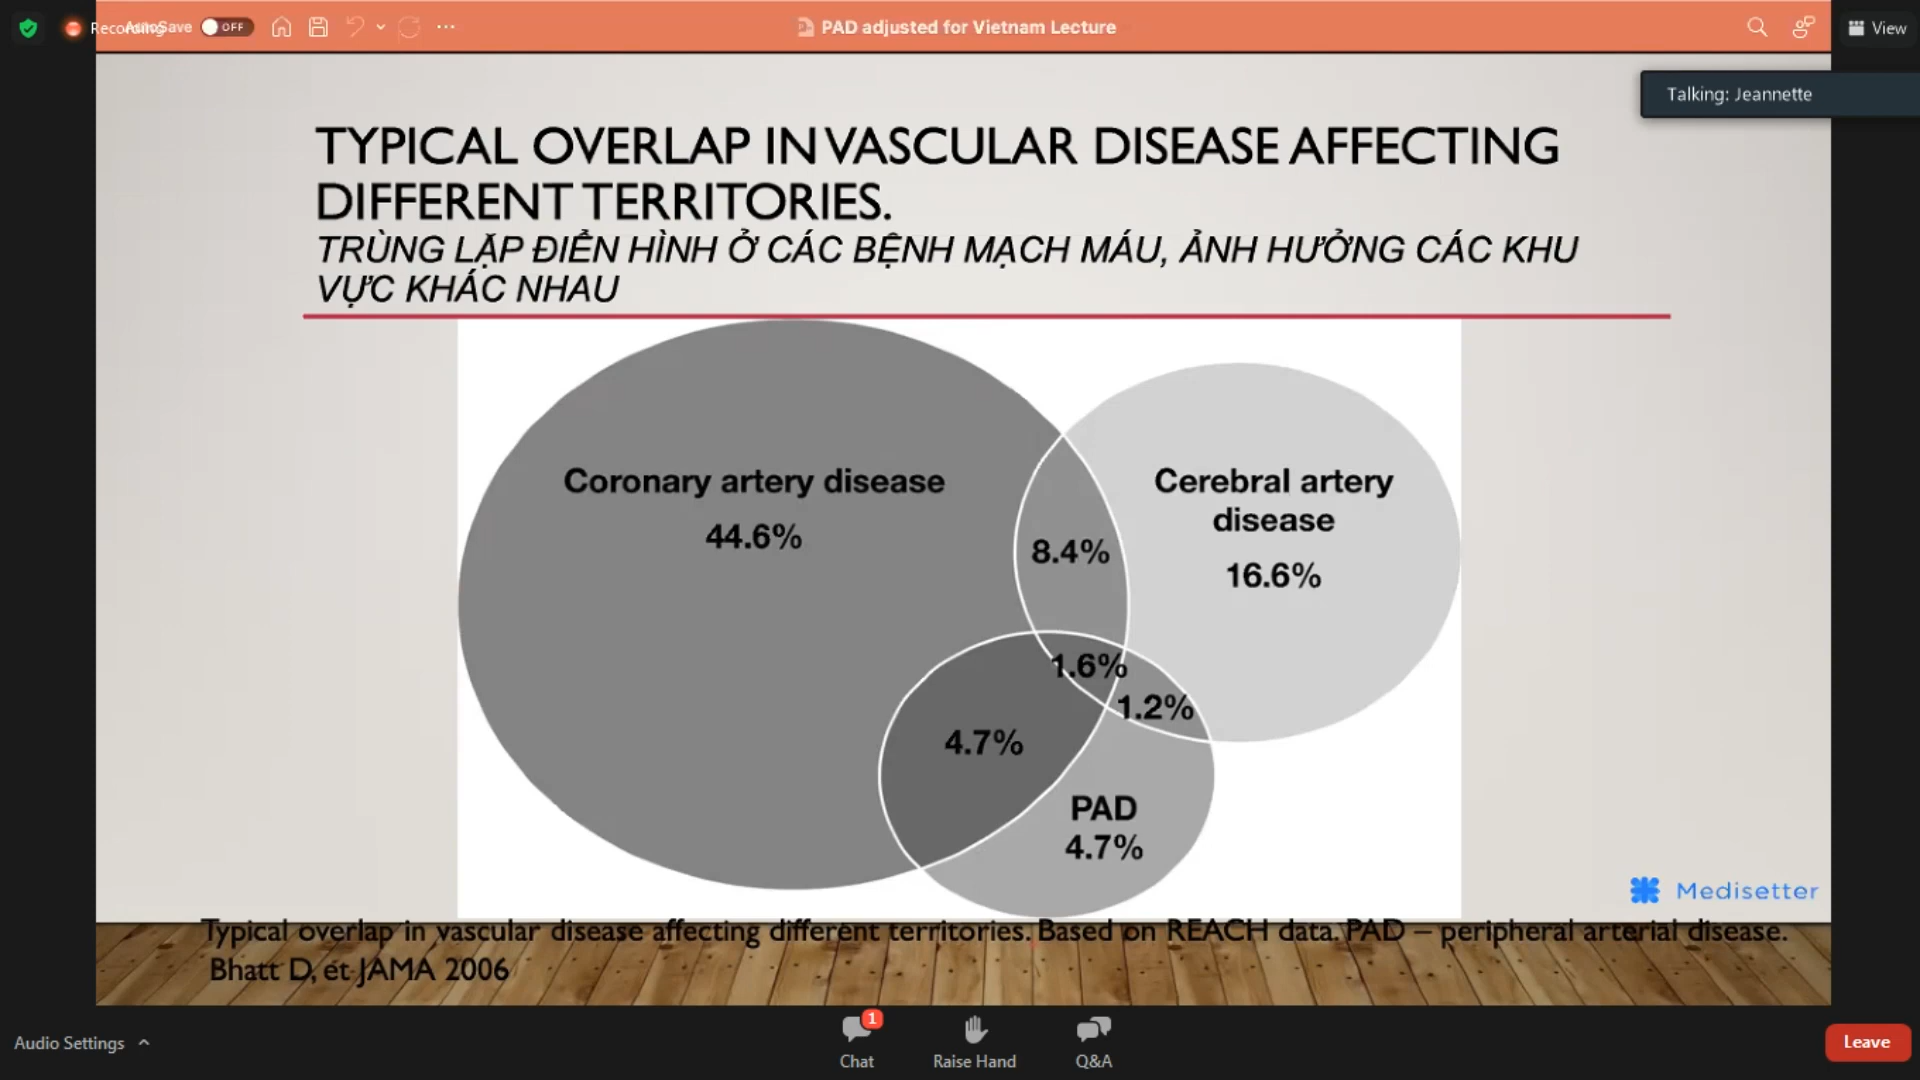 Recording
AutoSave
OFF
PAD adjusted for Vietnam Lecture
View
Talking: Jeannette
TYPICAL OVERLAP IN VASCULAR DISEASE AFFECTING
DIFFERENT TERRITORIES.
TRÙNG LẶP ĐIỂN HÌNH Ở CÁC BỆNH MẠCH MÁU, ẢNH HƯỞNG CÁC KHU
VỰC KHÁC NHAU
Coronary artery disease
44.6%
8.4%
Cerebral artery
disease
16.6%
1.6%
1.2%
4.7%
PAD
4.7%
Medisetter
Typical overlap in vascular disease affecting different territories. Based on REACH data. PAD – peripheral arterial disease.
Bhatt D, et JAMA 2006
Audio Settings
1
Chat
Raise Hand
Q&A
Leave